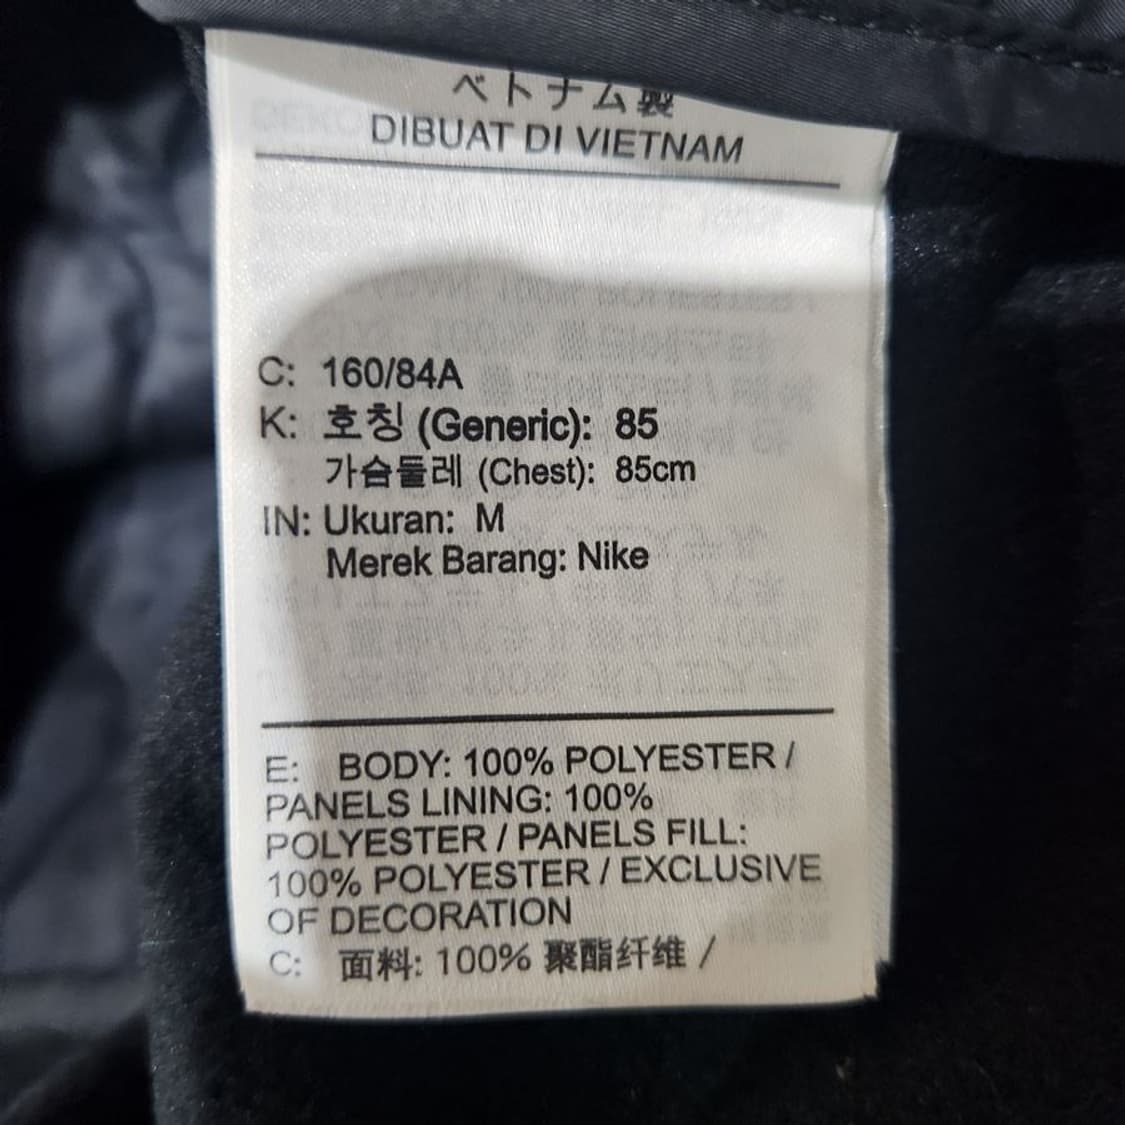 ベトナム製
DIBUAT DI VIETNAM
C: 160/84A
K: 호칭 (Generic): 85
가슴둘레 (Chest): 85cm
IN: Ukuran: M
Merek Barang: Nike
E: BODY: 100% POLYESTER /
PANELS LINING: 100%
POLYESTER / PANELS FILL:
100% POLYESTER / EXCLUSIVE
OF DECORATION
C: 面料: 100% 聚酯纤维 /